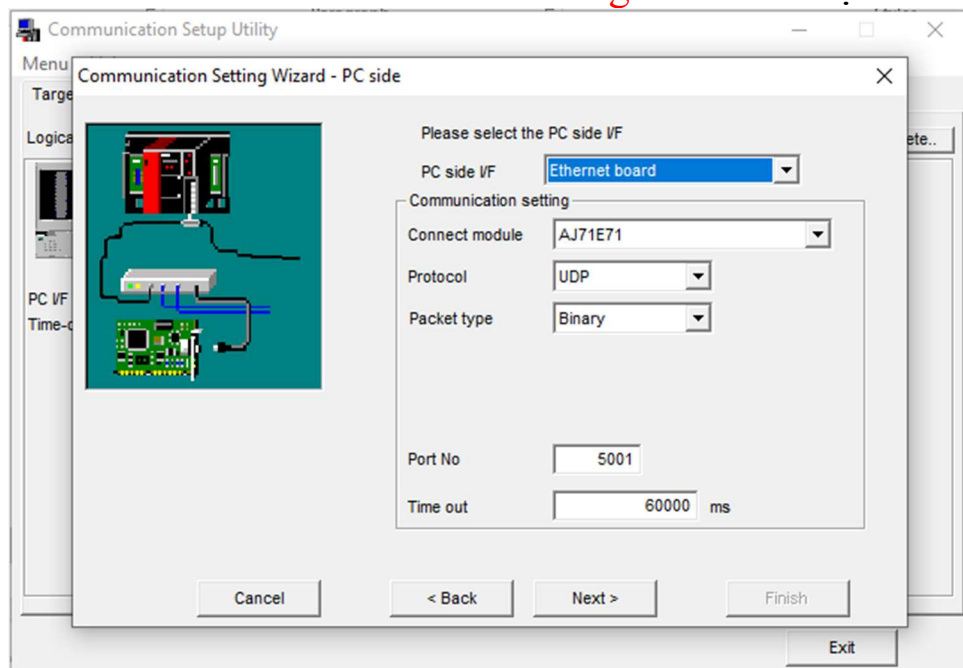 Communication Setup Utility
Menu
Communication Setting Wizard - PC side
Targe
Logica
ete..
Please select the PC side I/F
PC side I/F
Ethernet board
Communication setting
Connect module
AJ71E71
Protocol
UDP
Packet type
Binary
PC I/F
Time-o
Port No
5001
Time out
60000 ms
Cancel
< Back
Next >
Finish
Exit